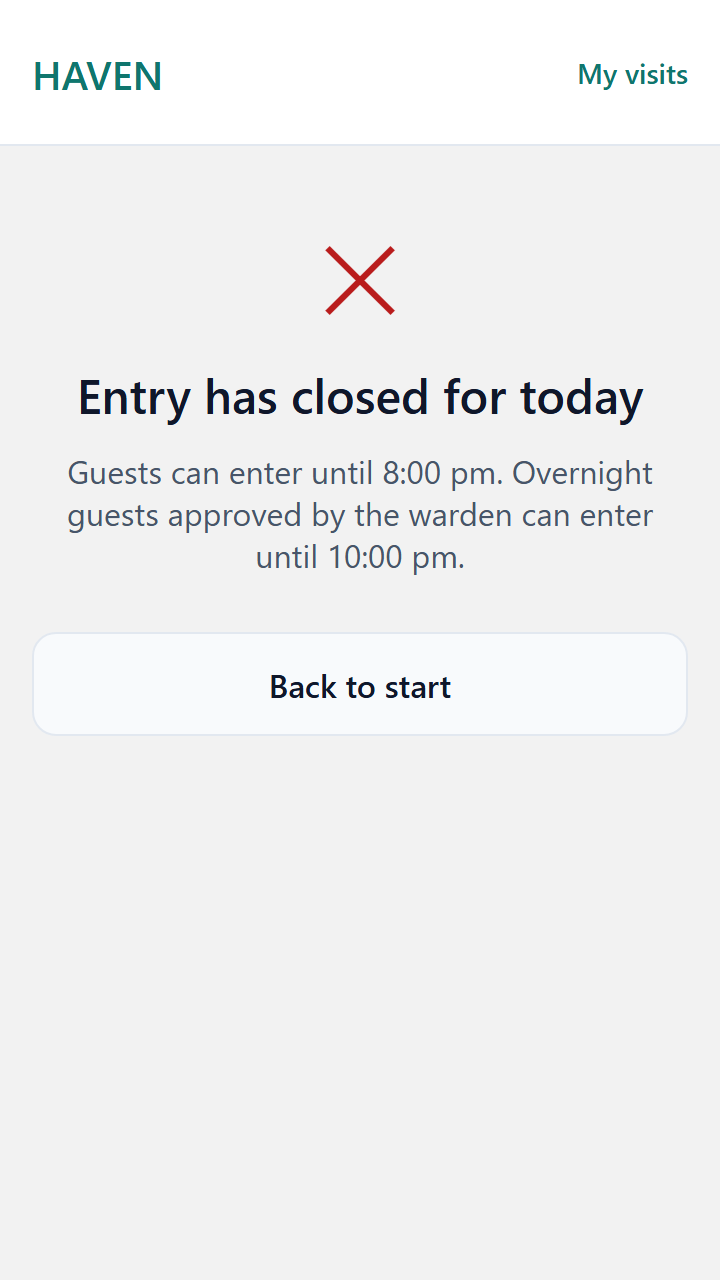 HAVEN
My visits
Entry has closed for today
Guests can enter until 8:00 pm. Overnight
guests approved by the warden can enter
until 10:00 pm.
Back to start